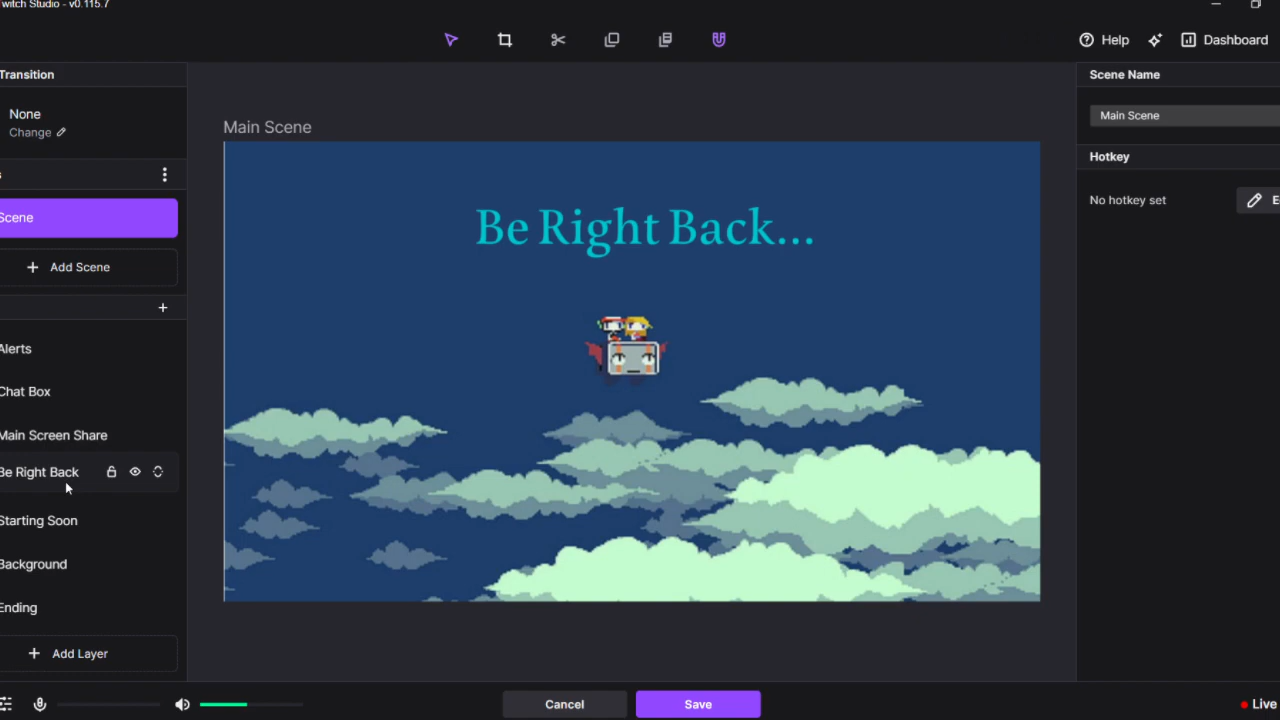 witch Studio - v0.115.7
Help
Dashboard
Transition
None
Change
s
Scene
Add Scene
Alerts
Chat Box
Main Screen Share
Be Right Back
Starting Soon
Background
Ending
Add Layer
Main Scene
Be Right Back...
Scene Name
Main Scene
Hotkey
No hotkey set
E
Cancel
Save
Live